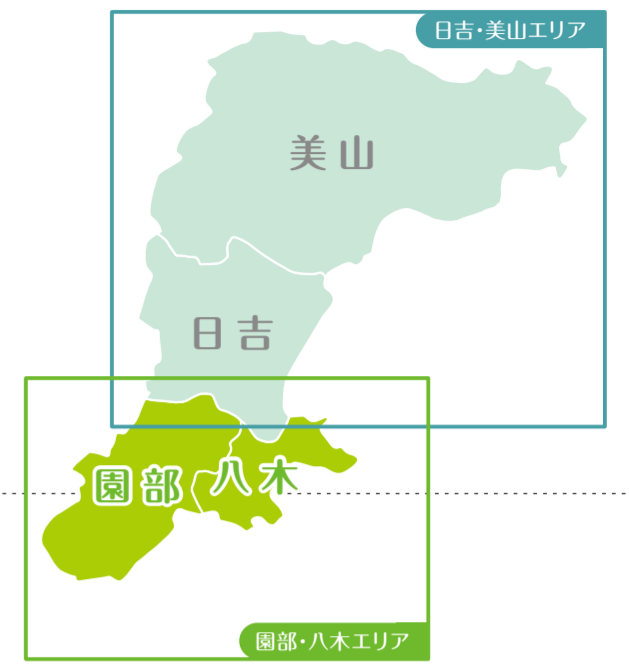 日吉・美山エリア
美山
日吉
園部
八木
園部・八木エリア